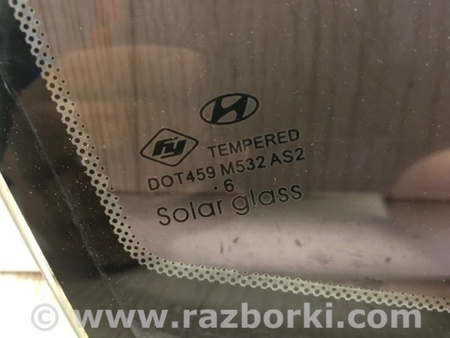 TEMPERED
DOT459 M532 AS2
·6
Solar glass
www.razborki.com